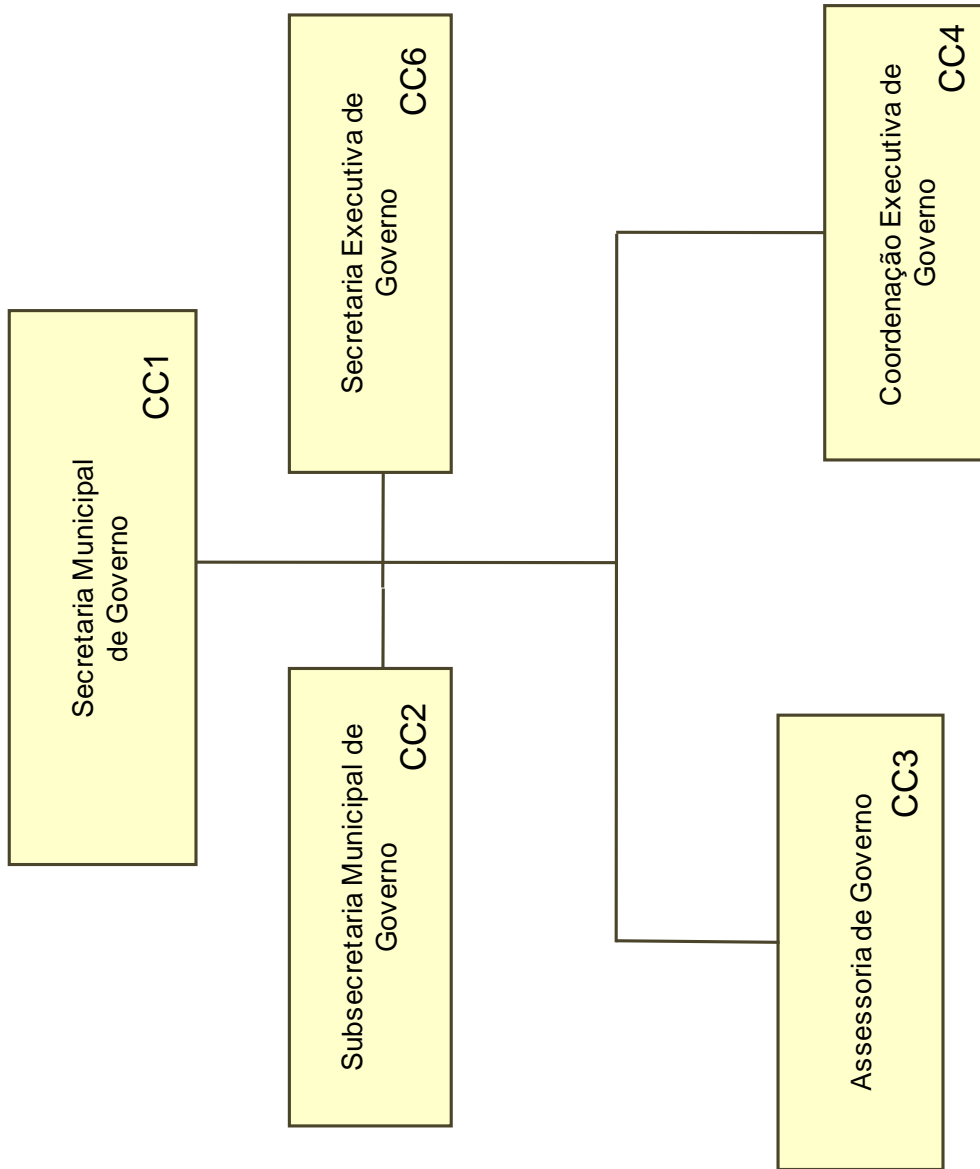 Secretaria Municipal
de Governo
CC1
Subsecretaria Municipal de
Governo
CC2
Secretaria Executiva de
Governo
CC6
Assessoria de Governo
CC3
Coordenação Executiva de
Governo
CC4